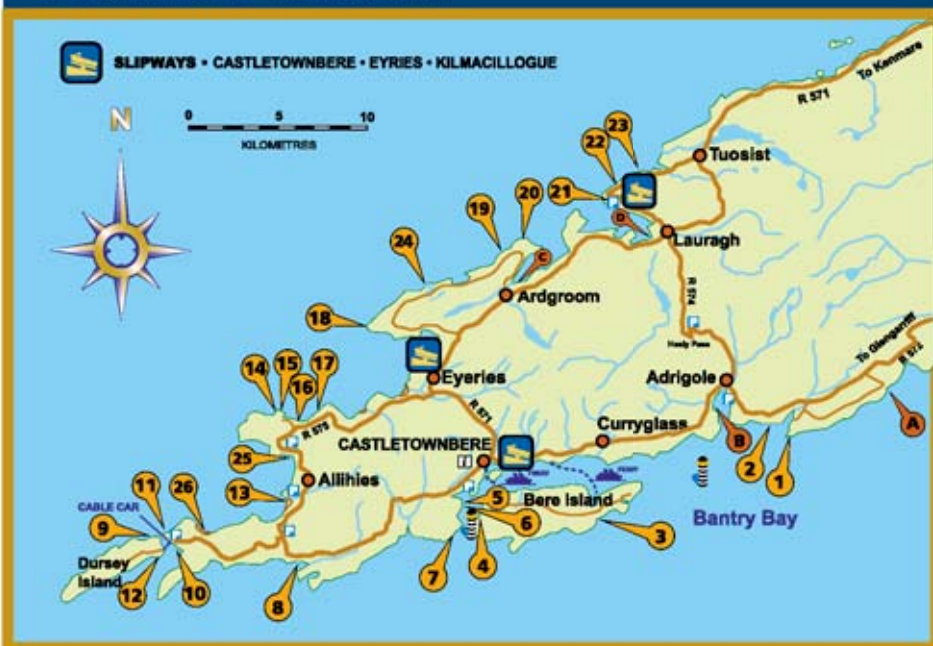 SLIPWAYS • CASTLETOWNBERE • EYRIES • KILMACILLOGUE
N
0 5 10
KILOMETRES
To Kenmare
R 571
23
22
Tuosist
21
D
20
19
Lauragh
24
C
Ardgroom
R 574
18
Healy Pass
To Glengarriff
R 572
Eyeries
Adrigole
14
15
16
17
R 575
R 571
A
CASTLETOWNBERE
Curryglass
B
2
1
25
i
FERRY
FERRY
Allihies
13
5
Bere Island
11
26
CABLE CAR
6
Bantry Bay
9
3
Dursey
Island
12
10
8
7
4